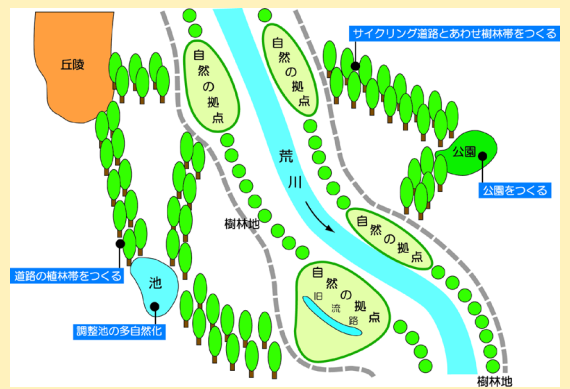 サイクリング道路とあわせ樹林帯をつくる
丘陵
自然の拠点
自然の拠点
荒川
公園
公園をつくる
樹林地
自然の拠点
道路の植林帯をつくる
池
自然の拠点
旧流路
調整池の多自然化
樹林地